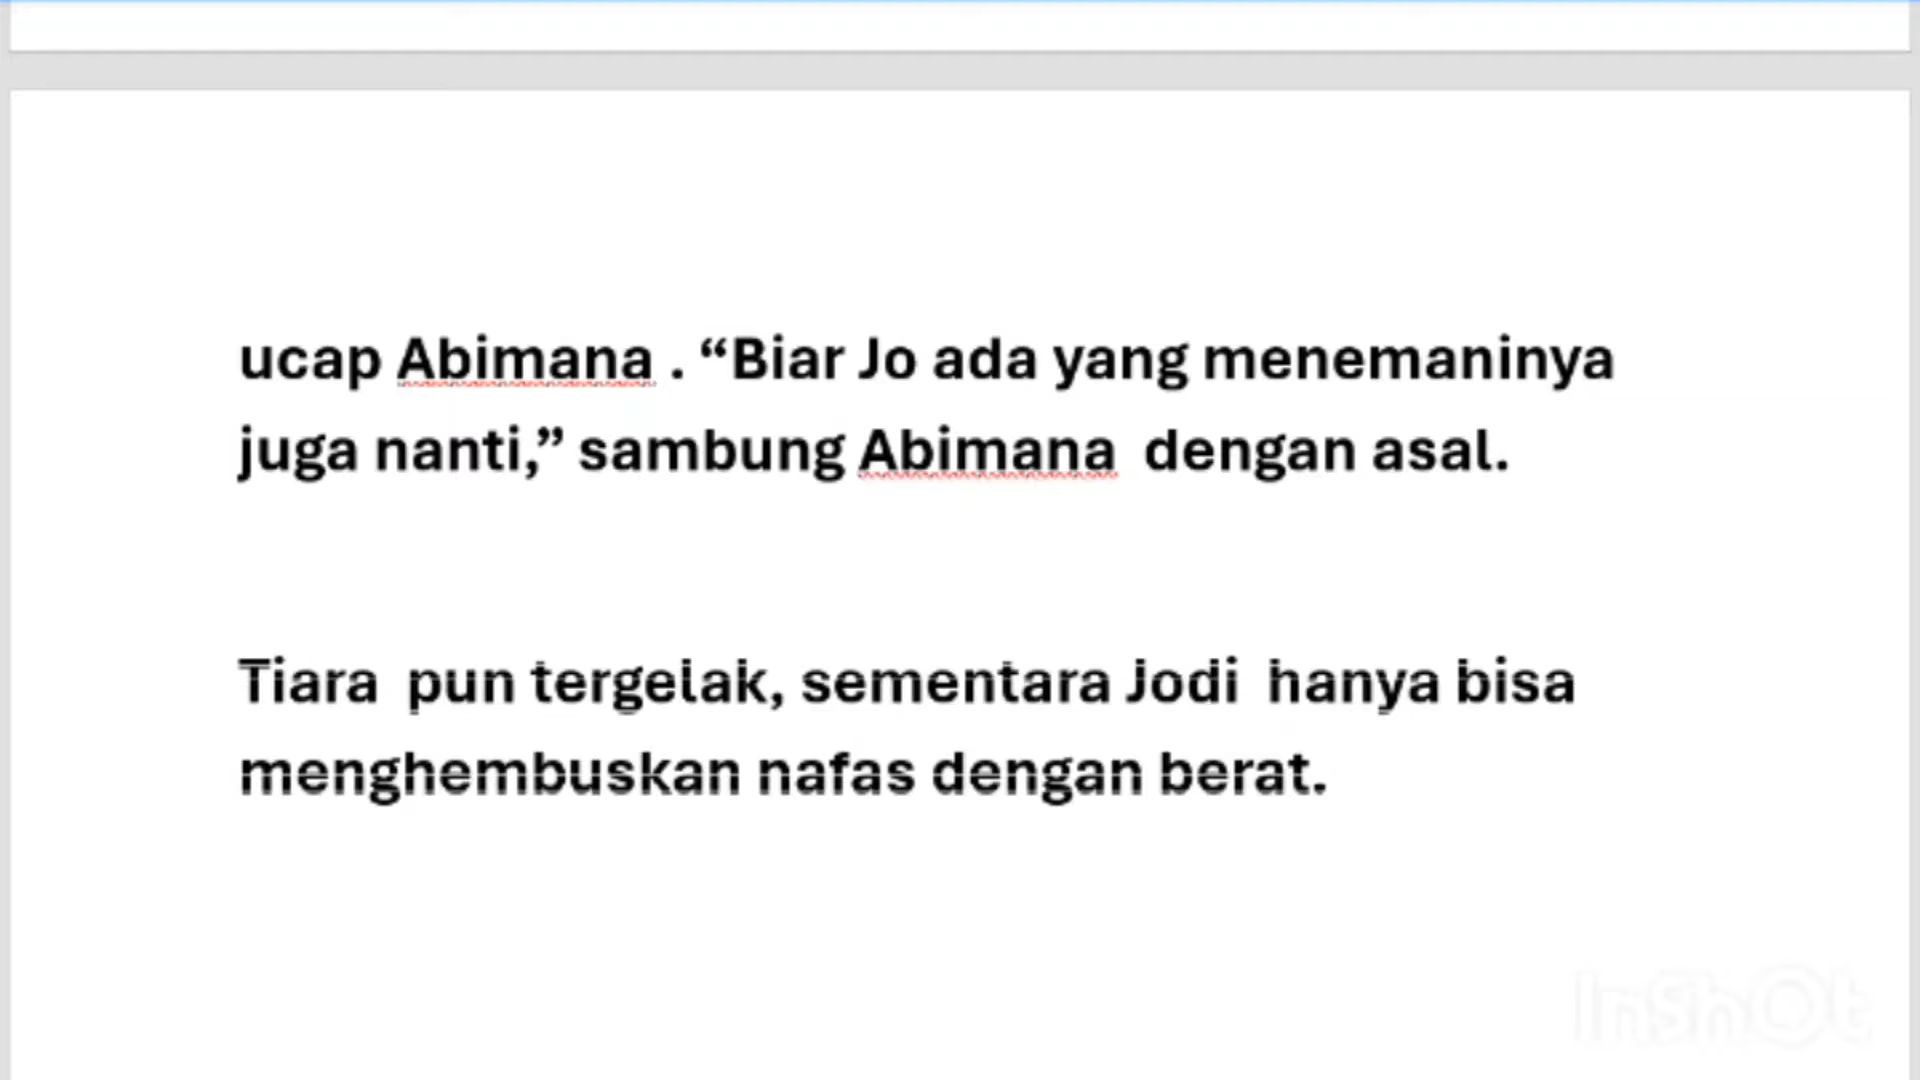 ucap Abimana . “Biar Jo ada yang menemaninya
juga nanti,” sambung Abimana  dengan asal.
Tiara  pun tergelak, sementara Jodi  hanya bisa
menghembuskan nafas dengan berat.
InShOt